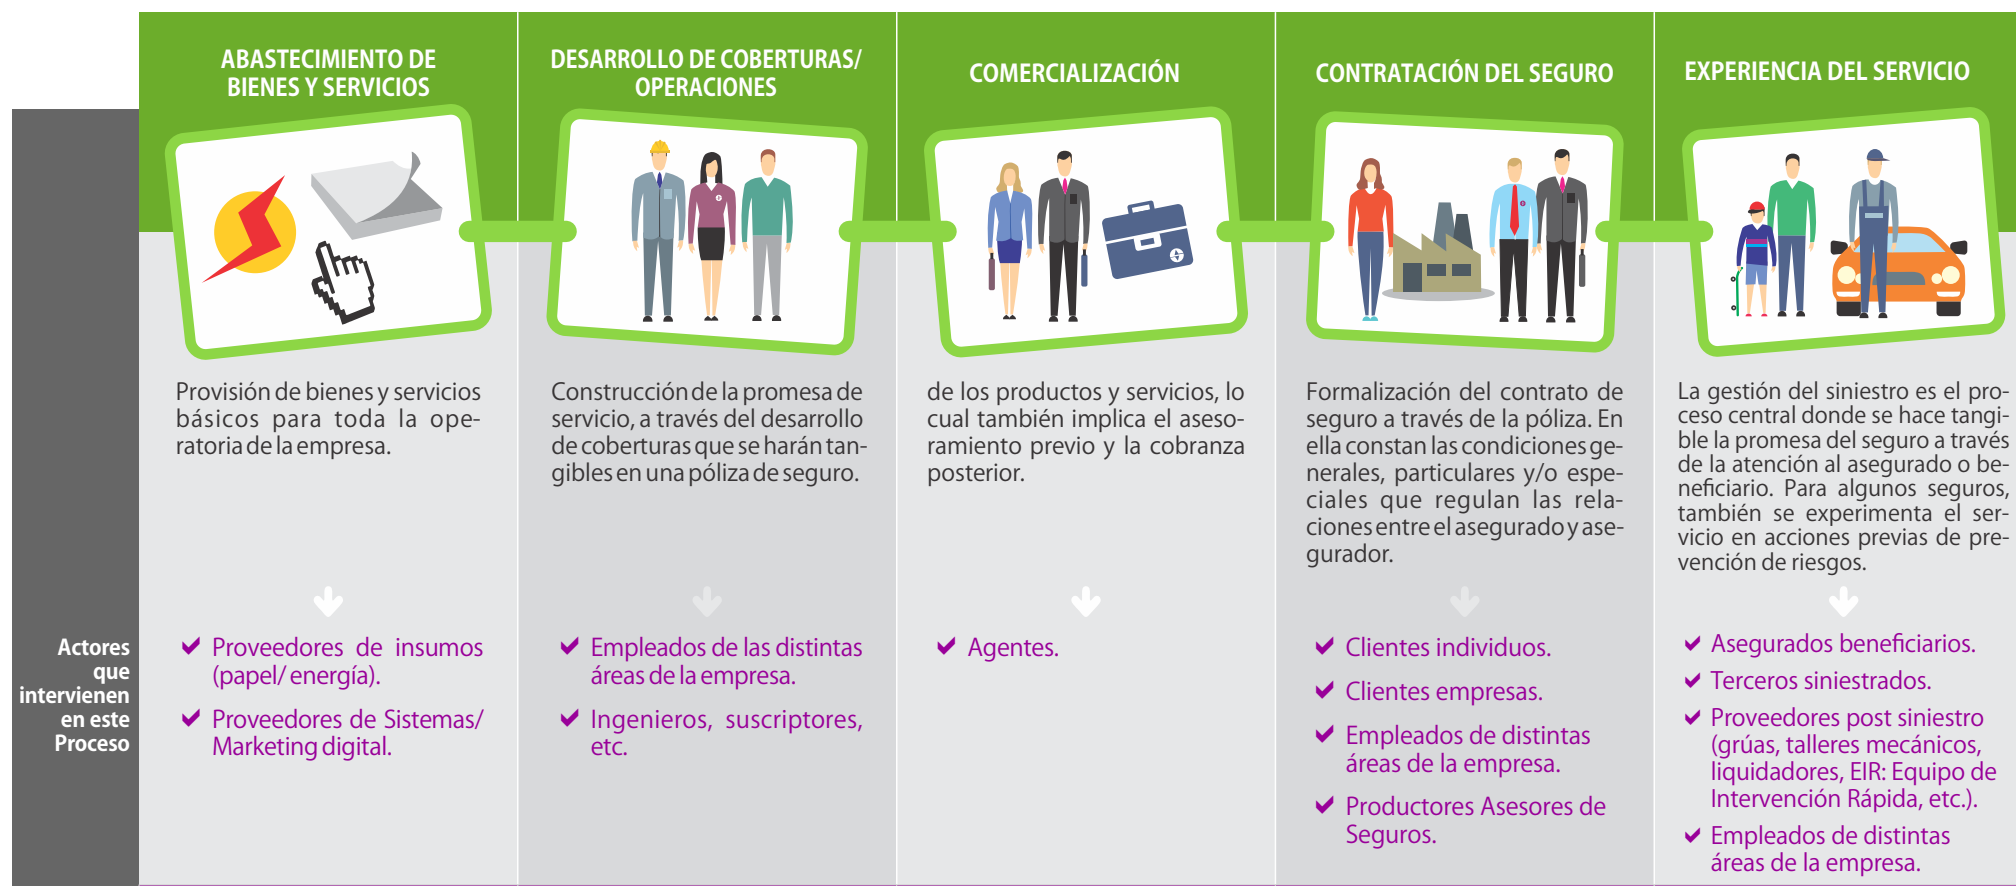 ABASTECIMIENTO DE
BIENES Y SERVICIOS
Provisión de bienes y servicios
básicos para toda la ope-
ratoria de la empresa.
DESARROLLO DE COBERTURAS/
OPERACIONES
Construcción de la promesa de
servicio, a través del desarrollo
de coberturas que se harán tan-
gibles en una póliza de seguro.
COMERCIALIZACIÓN
de los productos y servicios, lo
cual también implica el aseso-
ramiento previo y la cobranza
posterior.
CONTRATACIÓN DEL SEGURO
Formalización del contrato de
seguro a través de la póliza. En
ella constan las condiciones ge-
nerales, particulares y/o espe-
ciales que regulan las rela-
ciones entre el asegurado y ase-
gurador.
EXPERIENCIA DEL SERVICIO
La gestión del siniestro es el pro-
ceso central donde se hace tangi-
ble la promesa del seguro a través
de la atención al asegurado o be-
neficiario. Para algunos seguros,
también se experimenta el ser-
vicio en acciones previas de pre-
vención de riesgos.
Actores
que
intervienen
en este
Proceso
Proveedores de insumos
(papel/ energía).
Proveedores de Sistemas/
Marketing digital.
Empleados de las distintas
áreas de la empresa.
Ingenieros, suscriptores,
etc.
Agentes.
Clientes individuos.
Clientes empresas.
Empleados de distintas
áreas de la empresa.
Productores Asesores de
Seguros.
Asegurados beneficiarios.
Terceros siniestrados.
Proveedores post siniestro
(grúas, talleres mecánicos,
liquidadores, EIR: Equipo de
Intervención Rápida, etc.).
Empleados de distintas
áreas de la empresa.